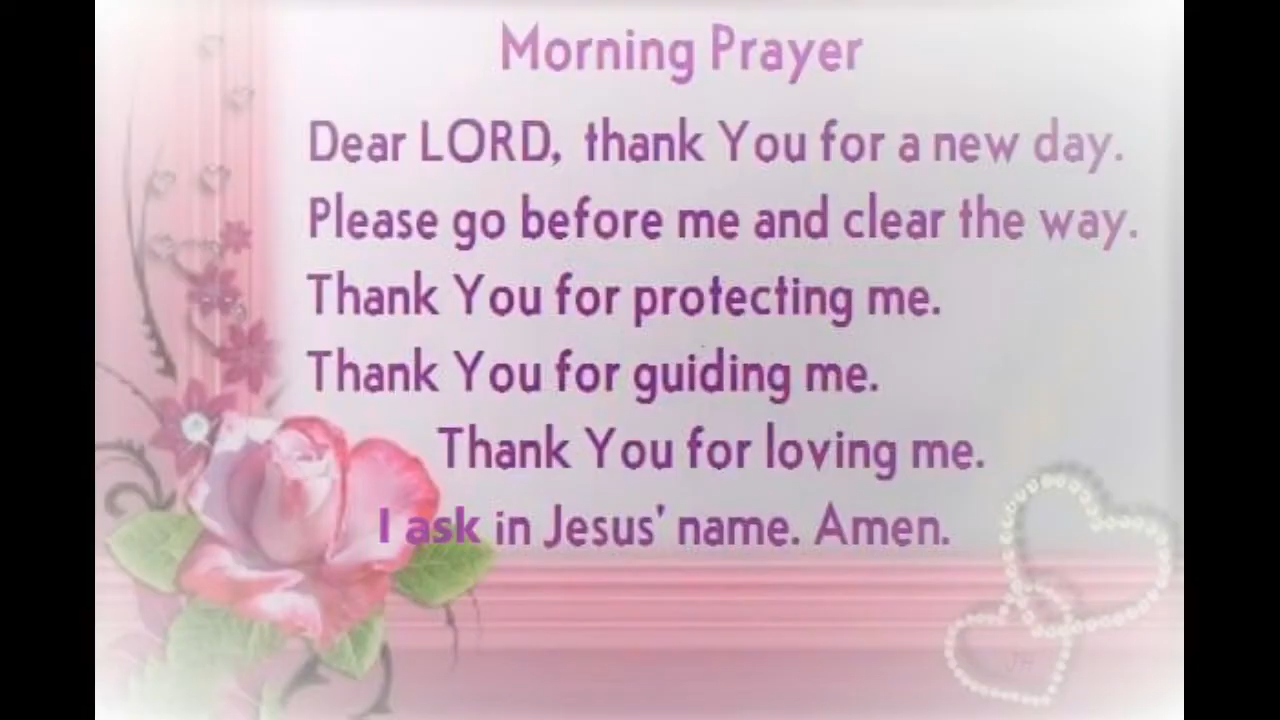 Morning Prayer
Dear LORD, thank You for a new day.
Please go before me and clear the way.
Thank You for protecting me.
Thank You for guiding me.
Thank You for loving me.
I ask in Jesus' name. Amen.
JH